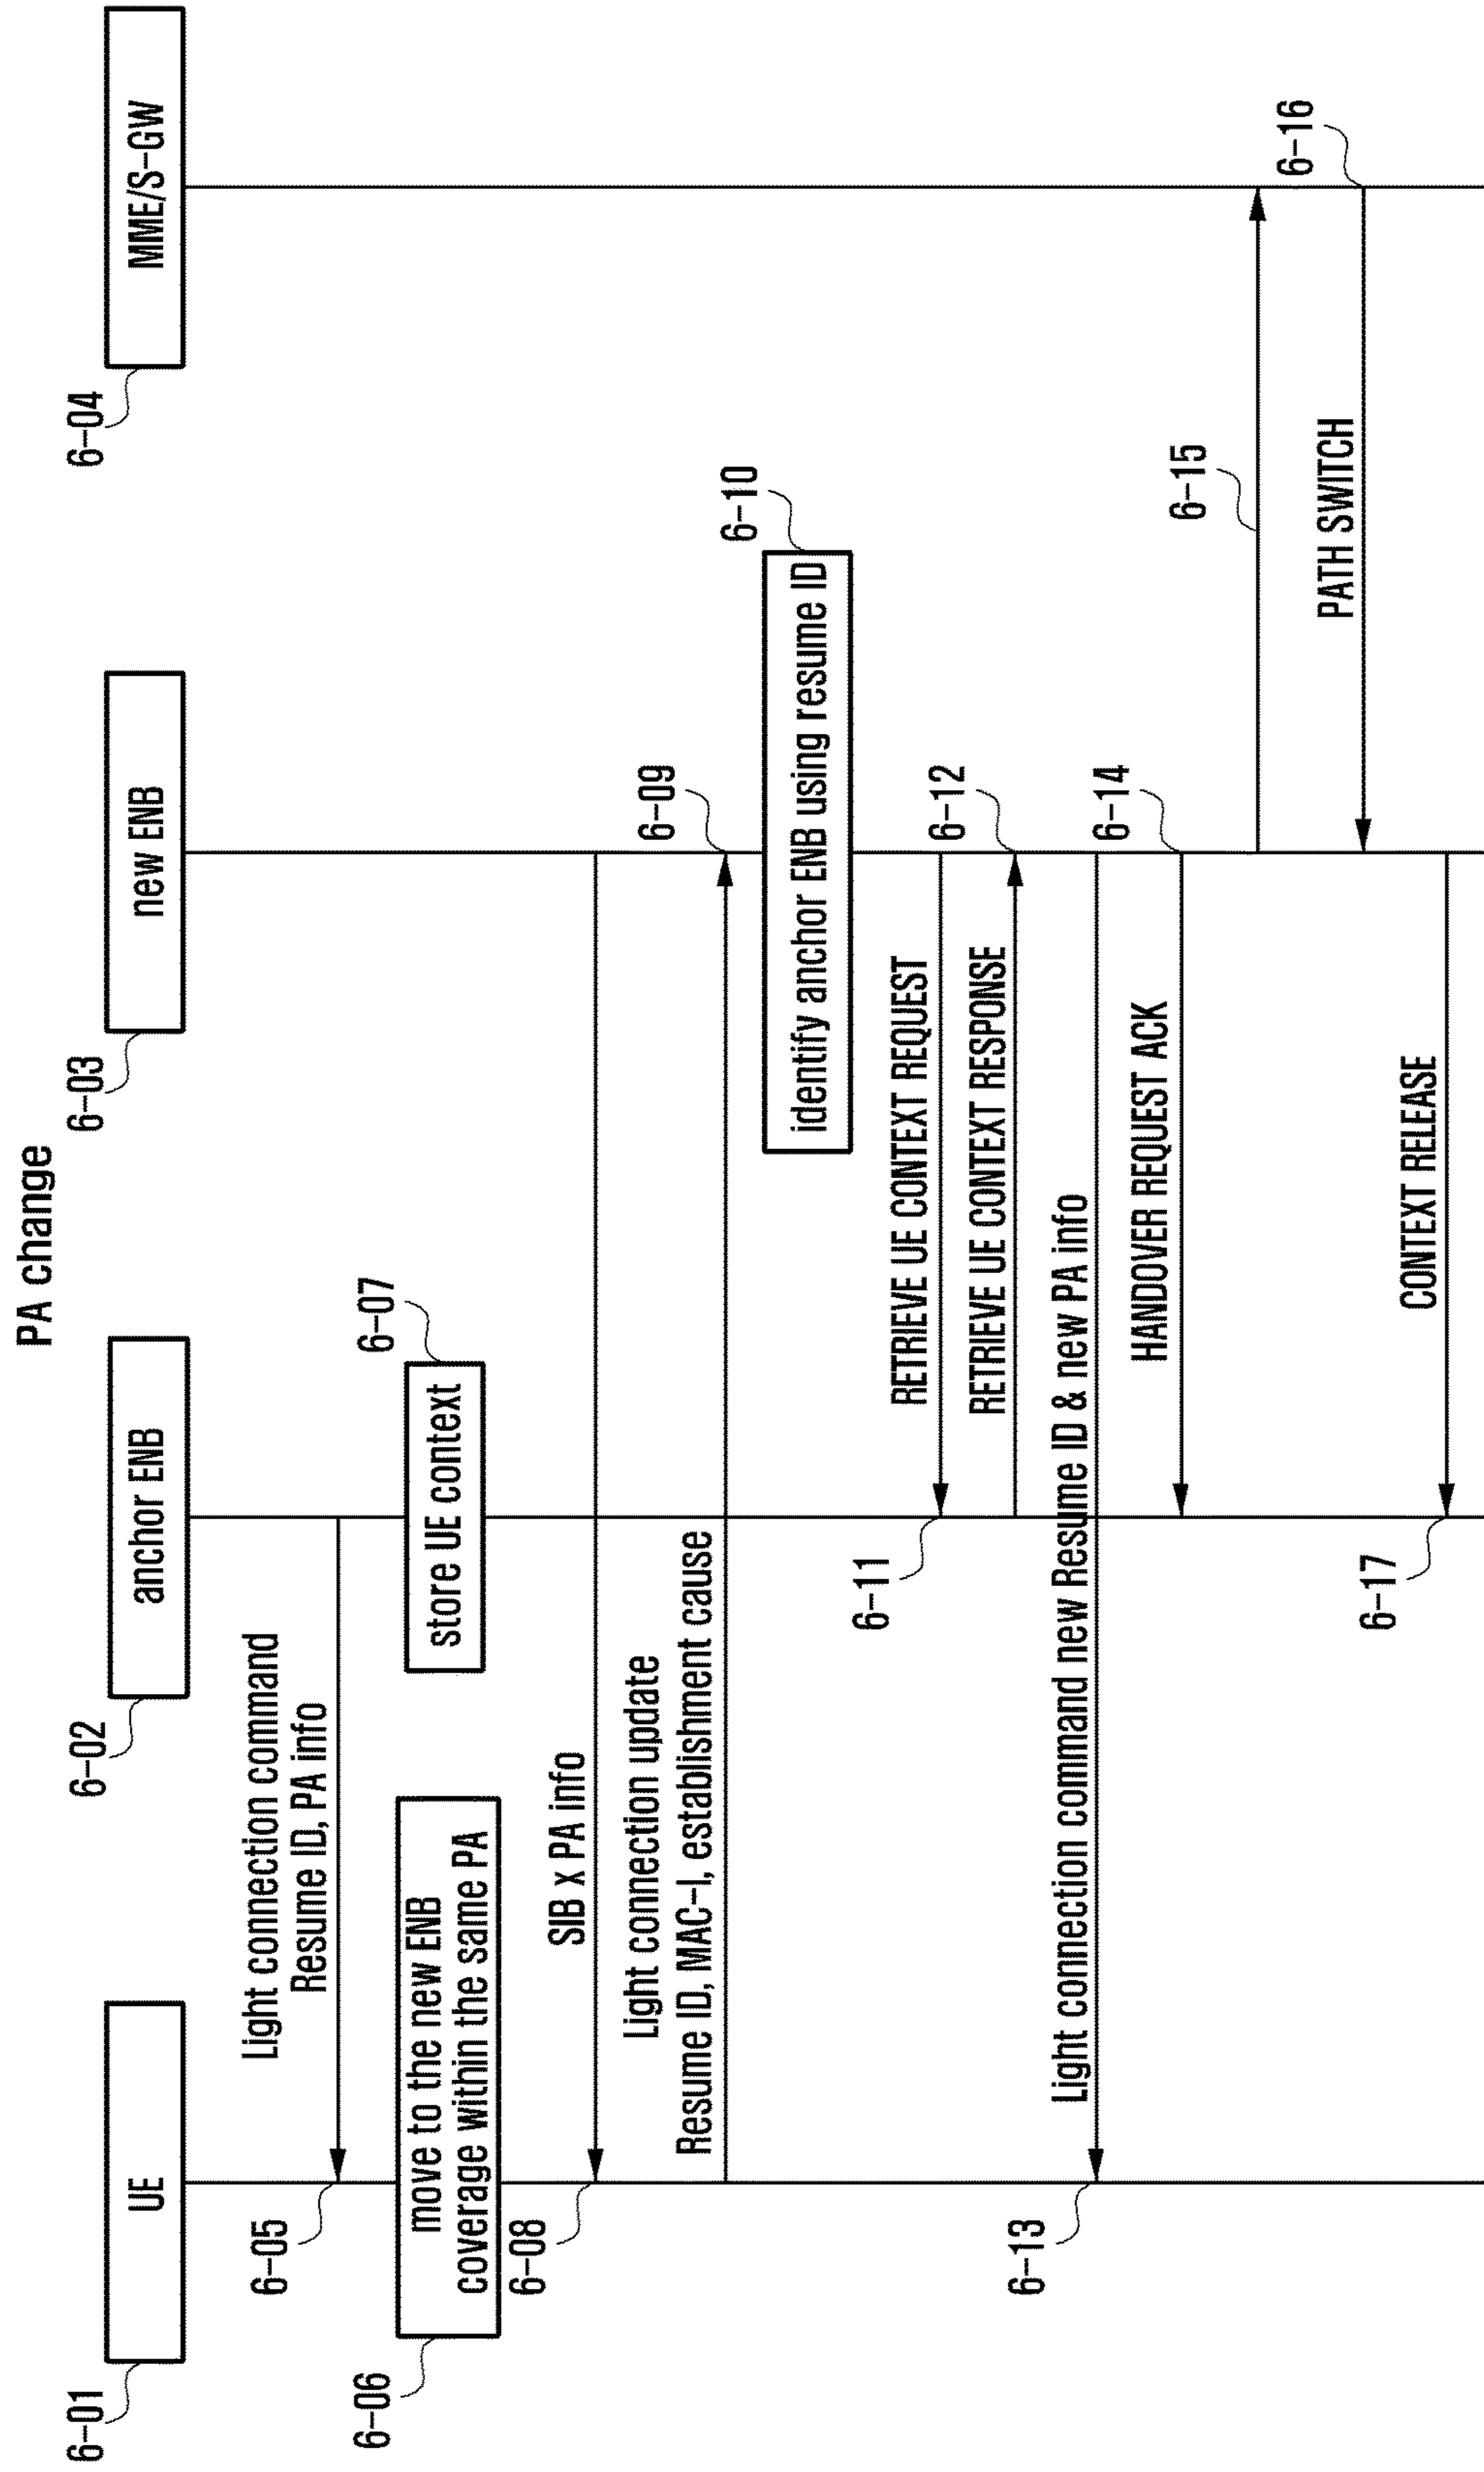 PA change
6-01
UE
6-02
anchor ENB
6-03
new ENB
6-04
MME/S-GW
Light connection command
Resume ID, PA info
6-05
6-06
move to the new ENB
coverage within the same PA
store UE context
6-07
SIB x PA info
6-08
Light connection update
Resume ID, MAC-I, establishment cause
6-09
identify anchor ENB using resume ID
6-10
RETRIEVE UE CONTEXT REQUEST
6-11
RETRIEVE UE CONTEXT RESPONSE
6-12
Light connection command new Resume ID & new PA info
6-13
HANDOVER REQUEST ACK
6-14
6-15
PATH SWITCH
6-16
CONTEXT RELEASE
6-17